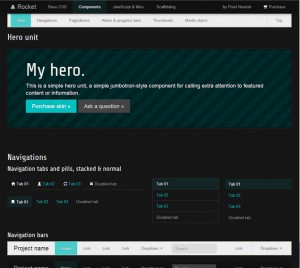 Rocket Base CSS Components JavaScript & Misc Scaffolding by Pixel Rocket Purchase
Navigations Paginations Alerts & progress bars Thumbnails Media object Top
Hero unit
My hero.
This is a simple hero unit, a simple jumbotron-style component for calling extra attention to featured
content or information.
Purchase skin » Ask a question »
Navigations
Navigation tabs and pills, stacked & normal
Tab 01 Tab 02 Tab 03 Disabled tab
Tab 01
Tab 02
Tab 03
Disabled tab
Tab 01
Tab 02
Tab 03
Disabled tab
Tab 01 Tab 02 Tab 03 Disabled tab
Navigation bars
Project name Home Link Link Link Dropdown Search Link Dropdown